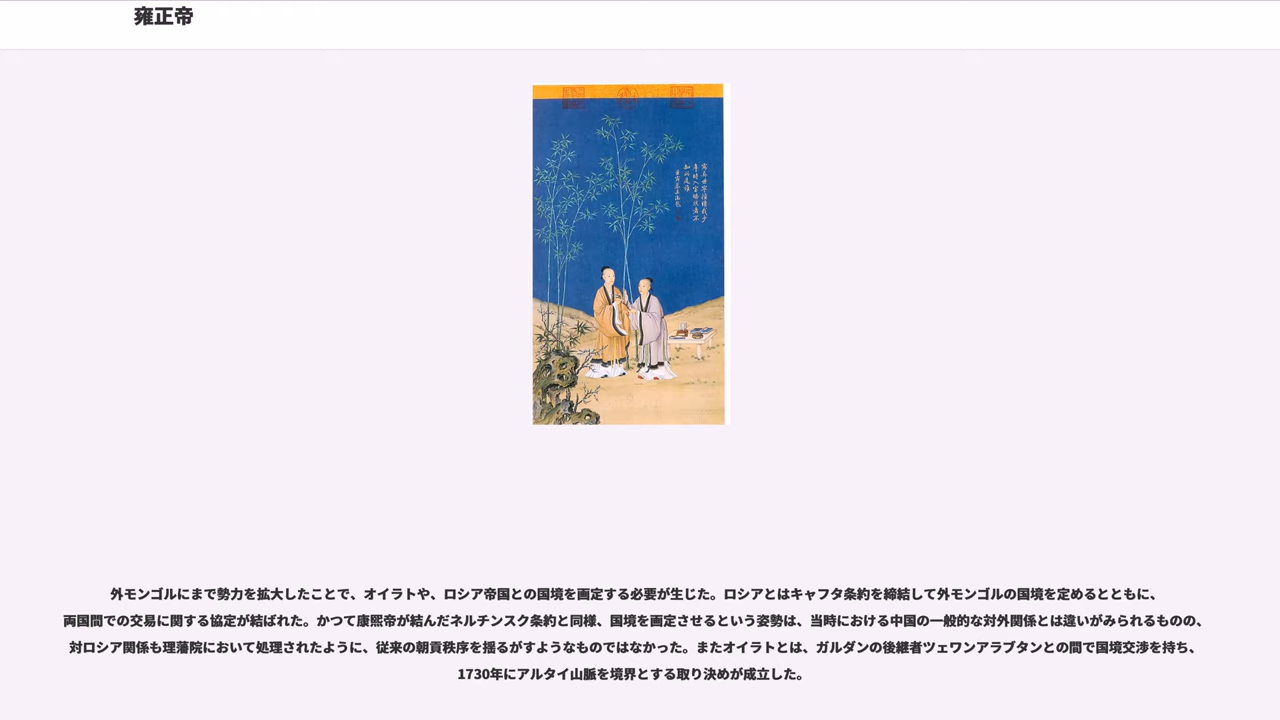 雍正帝
外モンゴルにまで勢力を拡大したことで、オイラトや、ロシア帝国との国境を画定する必要が生じた。ロシアとはキャフタ条約を締結して外モンゴルの国境を定めるとともに、
両国間での交易に関する協定が結ばれた。かつて康熙帝が結んだネルチンスク条約と同様、国境を画定させるという姿勢は、当時における中国の一般的な対外関係とは違いがみられるものの、
対ロシア関係も理藩院において処理されたように、従来の朝貢秩序を揺るがすようなものではなかった。またオイラトとは、ガルダンの後継者ツェワンアラブタンとの間で国境交渉を持ち、
1730年にアルタイ山脈を境界とする取り決めが成立した。